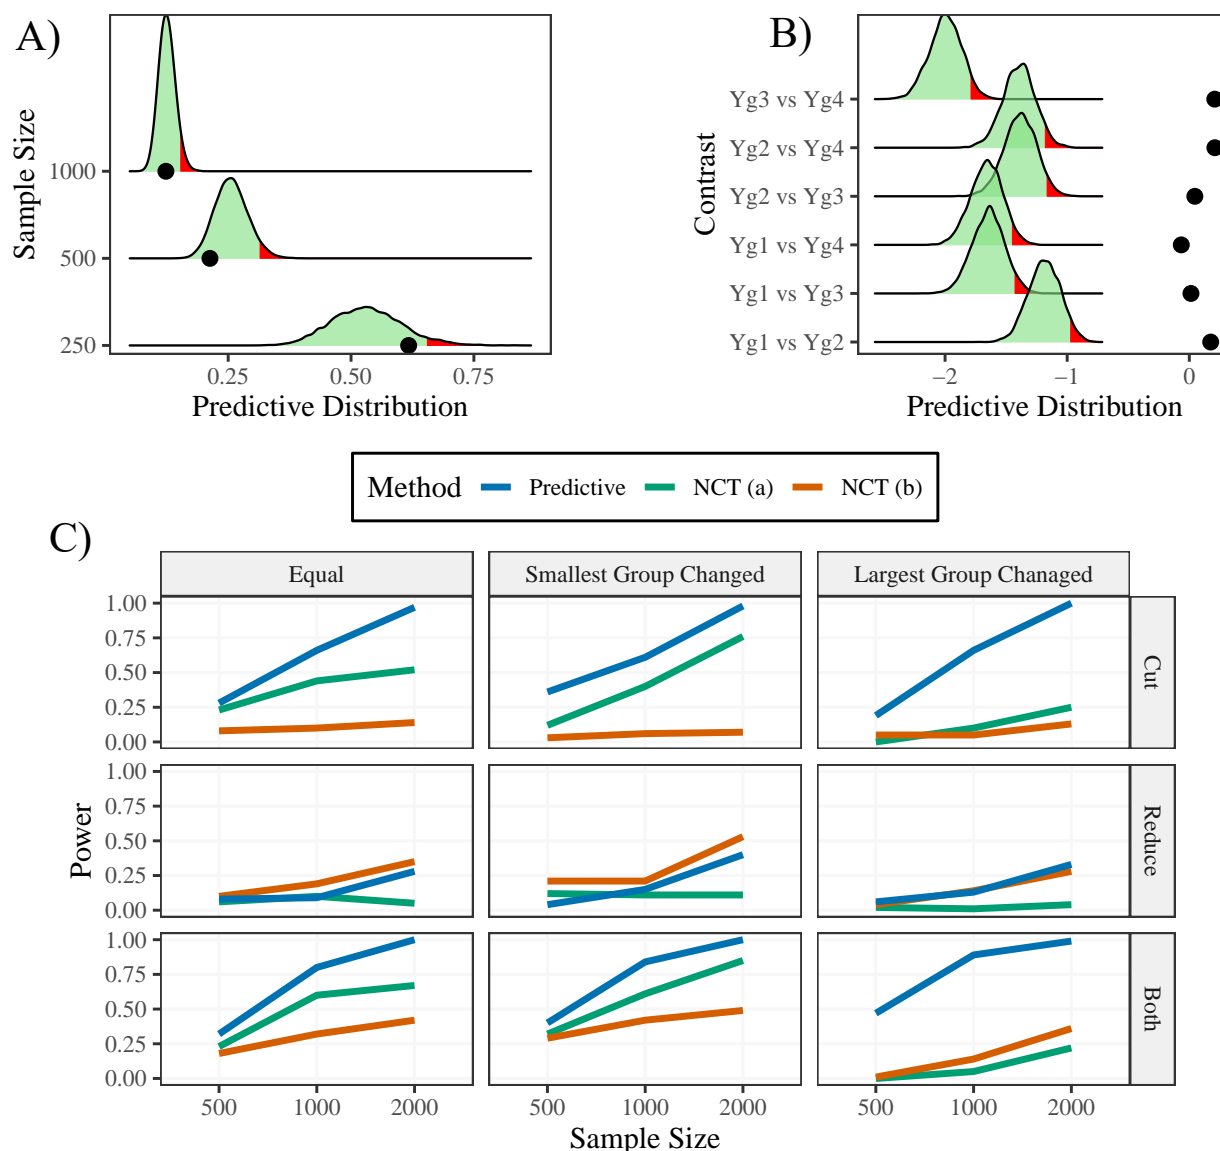 A)
Sample Size
1000
500
250
0.25 0.50 0.75
Predictive Distribution
B)
Contrast
Yg3 vs Yg4
Yg2 vs Yg4
Yg2 vs Yg3
Yg1 vs Yg4
Yg1 vs Yg3
Yg1 vs Yg2
−2 −1 0
Predictive Distribution
Method Predictive NCT (a) NCT (b)
C)
Equal Smallest Group Changed Largest Group Chanaged
Power
1.00
0.75
0.50
0.25
0.00
Cut
1.00
0.75
0.50
0.25
0.00
Reduce
1.00
0.75
0.50
0.25
0.00
Both
500 1000 2000 500 1000 2000 500 1000 2000
Sample Size